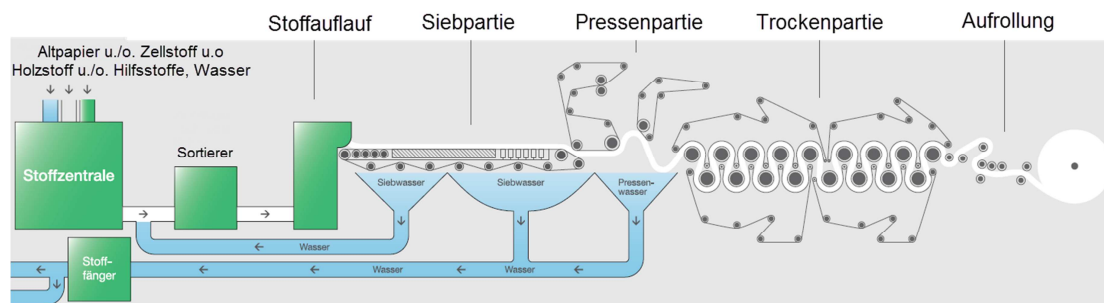 Stoffauflauf Siebpartie Pressenpartie Trockenpartie Aufrollung
Altpapier u./o. Zellstoff u.o
Holzstoff u./o. Hilfsstoffe, Wasser
Stoffzentrale
Sortierer
Siebwasser
Siebwasser
Pressen-
wasser
Wasser
Stoff-
fänger
Wasser
Wasser